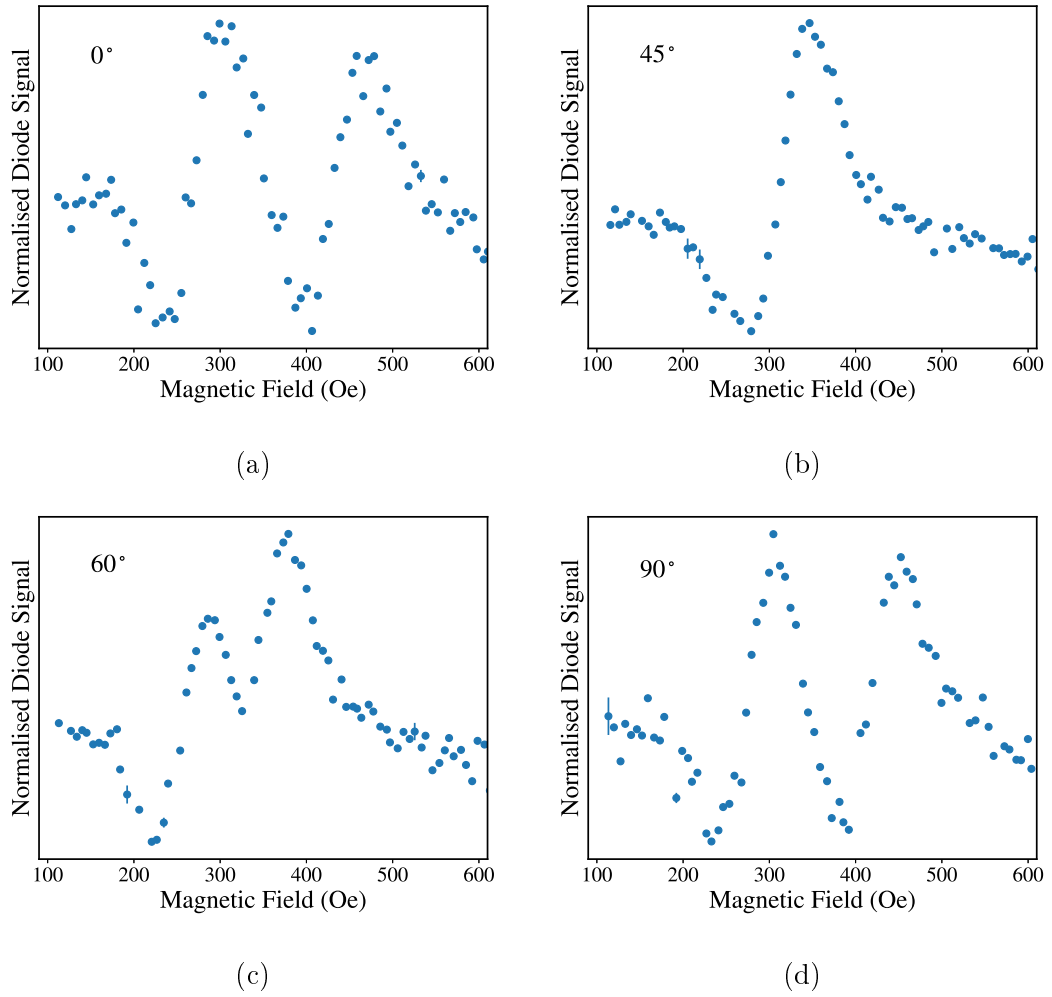 0°
Normalised Diode Signal
100 200 300 400 500 600
Magnetic Field (Oe)
(a)
45°
Normalised Diode Signal
100 200 300 400 500 600
Magnetic Field (Oe)
(b)
60°
Normalised Diode Signal
100 200 300 400 500 600
Magnetic Field (Oe)
(c)
90°
Normalised Diode Signal
100 200 300 400 500 600
Magnetic Field (Oe)
(d)